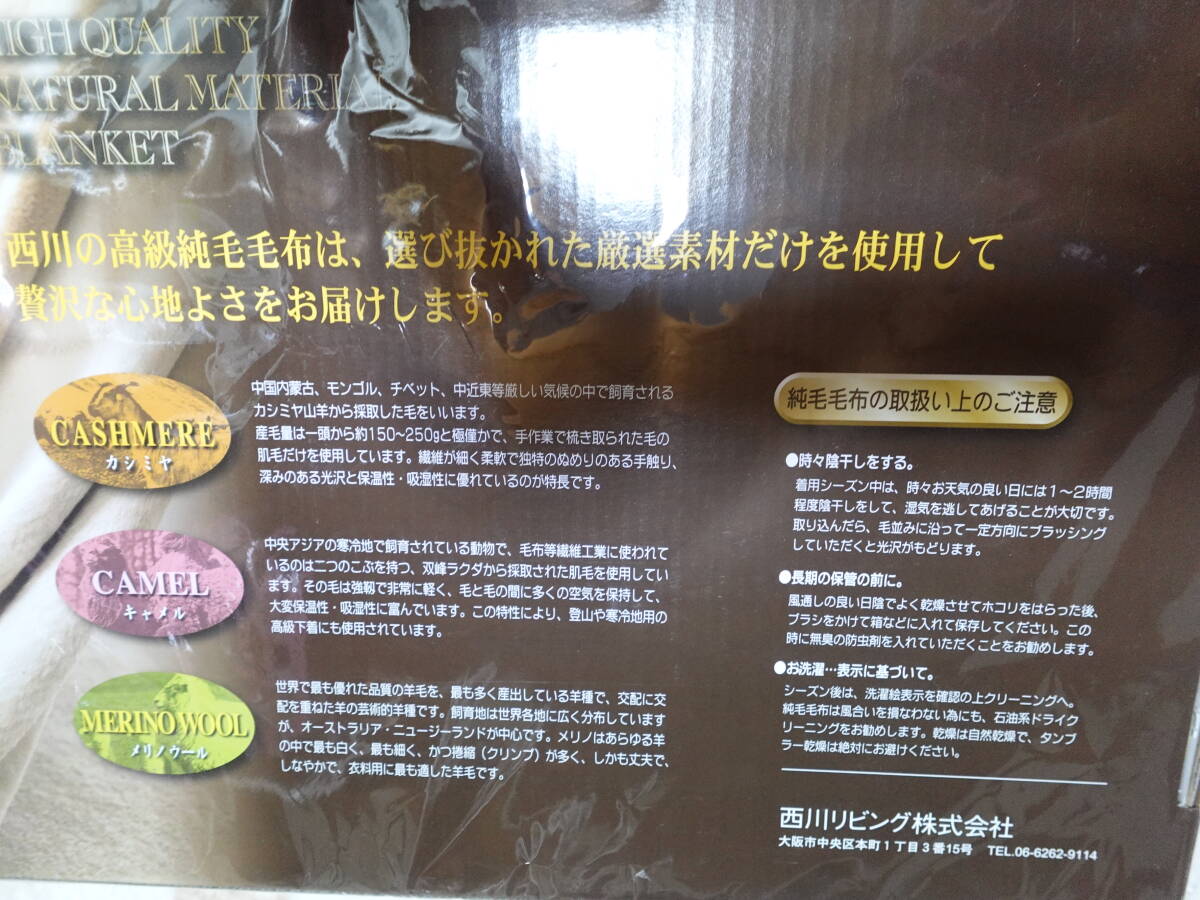 HIGH QUALITY
NATURAL MATERIAL
BLANKET
西川の高級純毛毛布は、選び抜かれた厳選素材だけを使用して
贅沢な心地よさをお届けします。
CASHMERE
カシミヤ
中国内蒙古、モンゴル、チベット、中近東等厳しい気候の中で飼育される
カシミヤ山羊から採取した毛をいいます。
産毛量は一頭から約150~250gと極僅かで、手作業で梳き取られた毛の
肌毛だけを使用しています。繊維が細く柔軟で独特のぬめりのある手触り、
深みのある光沢と保温性・吸湿性に優れているのが特長です。
CAMEL
キャメル
中央アジアの寒冷地で飼育されている動物で、毛布等繊維工業に使われて
いるのは二つのこぶを持つ、双峰ラクダから採取された肌毛を使用してい
ます。その毛は強靭で非常に軽く、毛と毛の間に多くの空気を保持して、
大変保温性・吸湿性に富んでいます。この特性により、登山や寒冷地用の
高級下着にも使用されています。
MERINO WOOL
メリノウール
世界で最も優れた品質の羊毛を、最も多く産出している羊種で、交配に交
配を重ねた羊の芸術的羊種です。飼育地は世界各地に広く分布しています
が、オーストラリア・ニュージーランドが中心です。メリノはあらゆる羊
の中で最も白く、最も細く、かつ捲縮（クリンプ）が多く、しかも丈夫で、
しなやかで、衣料用に最も適した羊毛です。
純毛毛布の取扱い上のご注意
●時々陰干しをする。
着用シーズン中は、時々お天気の良い日には1～2時間
程度陰干しをして、湿気を逃してあげることが大切です。
取り込んだら、毛並みに沿って一定方向にブラッシング
していただくと光沢がもどります。
●長期の保管の前に。
風通しの良い日陰でよく乾燥させてホコリをはらった後、
ブラシをかけて箱などに入れて保存してください。この
時に無臭の防虫剤を入れていただくことをお勧めします。
●お洗濯…表示に基づいて。
シーズン後は、洗濯絵表示を確認の上クリーニングへ。
純毛毛布は風合いを損なわない為にも、石油系ドライク
リーニングをお勧めします。乾燥は自然乾燥で、タンブ
ラー乾燥は絶対にお避けください。
西川リビング株式会社
大阪市中央区本町1丁目3番15号 TEL.06-6262-9114